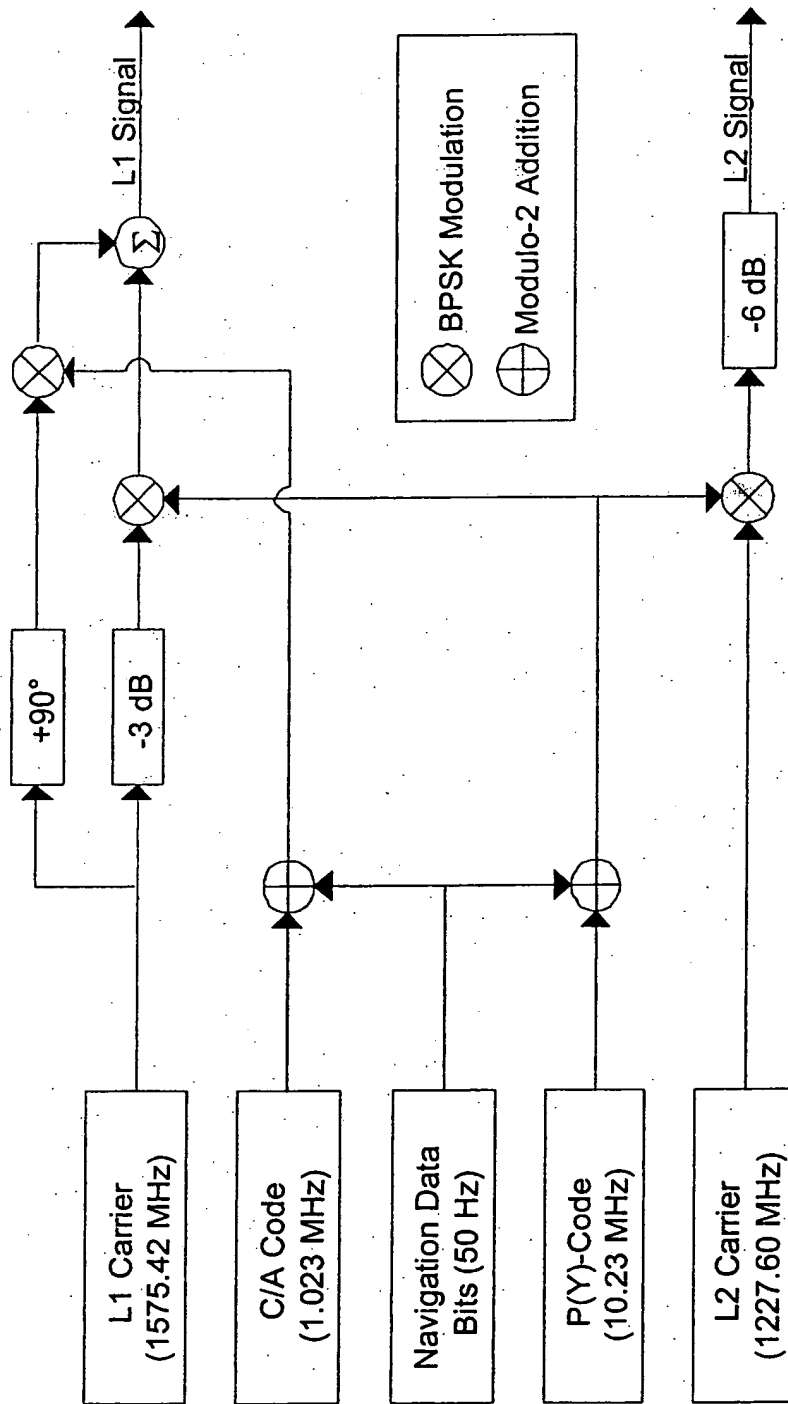 L1 Carrier
(1575.42 MHz)
C/A Code
(1.023 MHz)
Navigation Data
Bits (50 Hz)
P(Y)-Code
(10.23 MHz)
L2 Carrier
(1227.60 MHz)
+90°
-3 dB
Σ
L1 Signal
BPSK Modulation
Modulo-2 Addition
-6 dB
L2 Signal